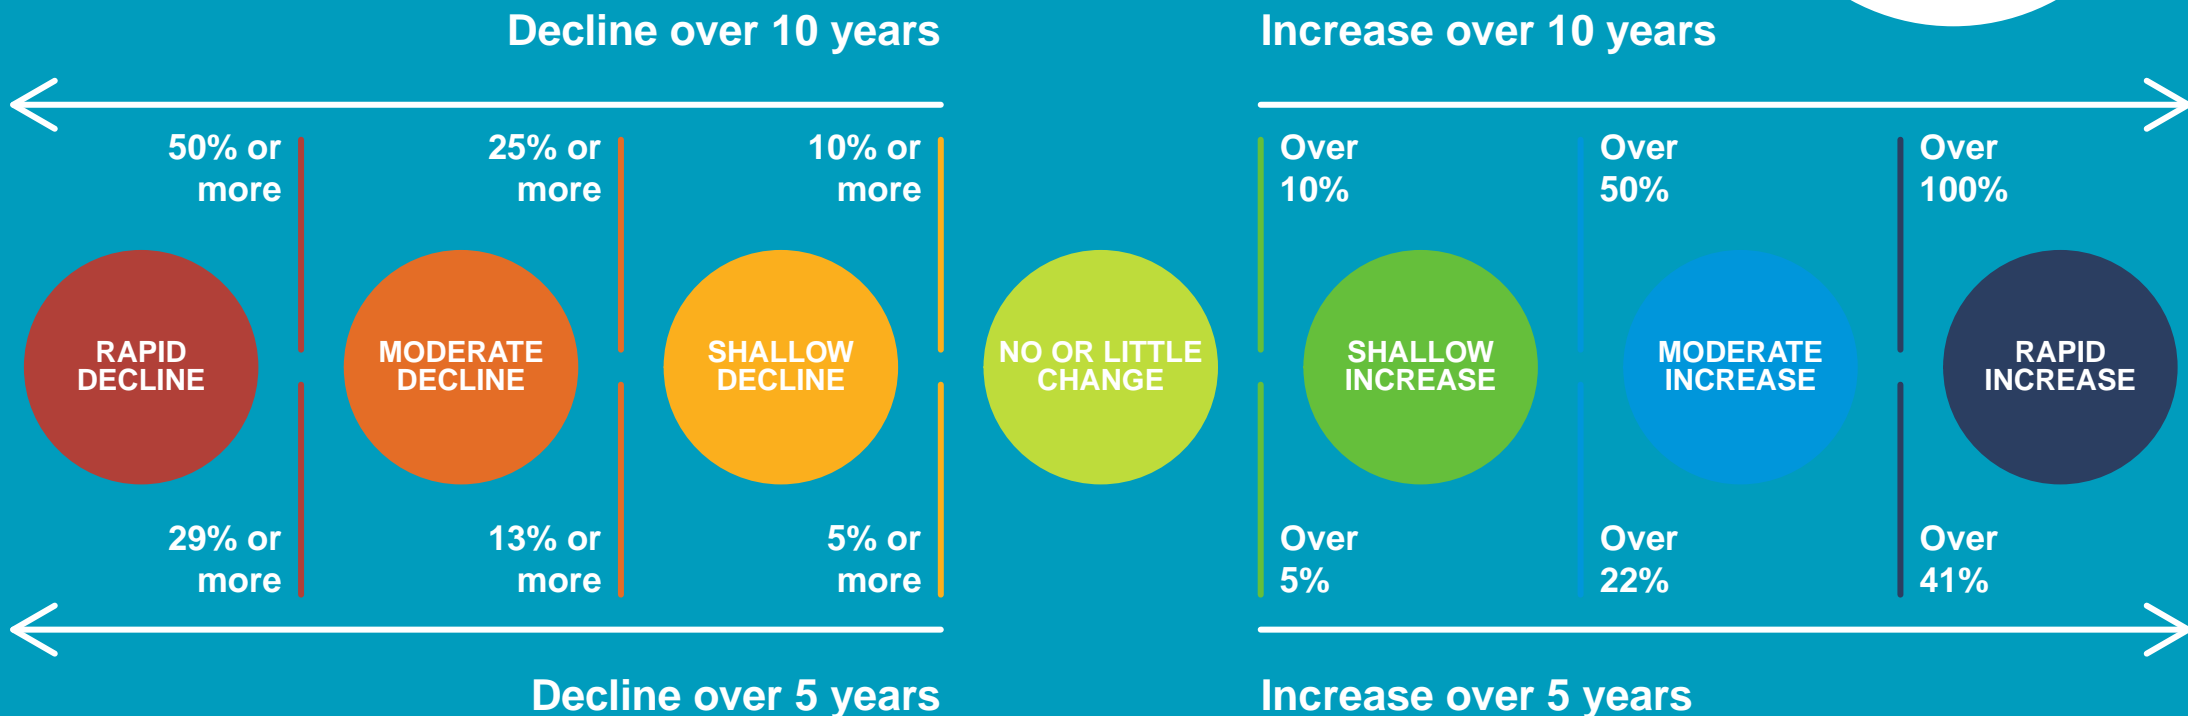 Decline over 10 years
Increase over 10 years
50% or
more
25% or
more
10% or
more
Over
10%
Over
50%
Over
100%
RAPID
DECLINE
MODERATE
DECLINE
SHALLOW
DECLINE
NO OR LITTLE
CHANGE
SHALLOW
INCREASE
MODERATE
INCREASE
RAPID
INCREASE
29% or
more
13% or
more
5% or
more
Over
5%
Over
22%
Over
41%
Decline over 5 years
Increase over 5 years